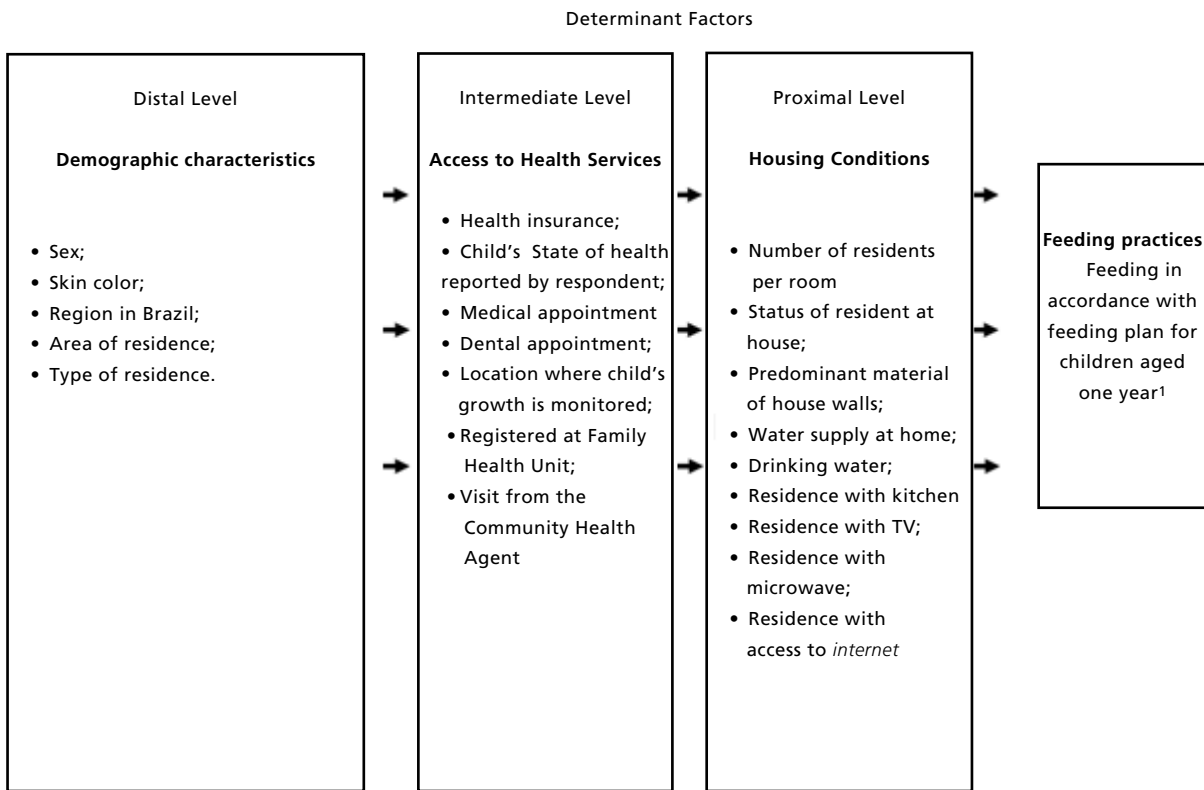 Determinant Factors
Distal Level
Demographic characteristics
• Sex;
• Skin color;
• Region in Brazil;
• Area of residence;
• Type of residence.
Intermediate Level
Access to Health Services
• Health insurance;
• Child's State of health
reported by respondent;
• Medical appointment
• Dental appointment;
• Location where child's
growth is monitored;
• Registered at Family
Health Unit;
• Visit from the
Community Health
Agent
Proximal Level
Housing Conditions
• Number of residents
per room
• Status of resident at
house;
• Predominant material
of house walls;
• Water supply at home;
• Drinking water;
• Residence with kitchen
• Residence with TV;
• Residence with
microwave;
• Residence with
access to internet
Feeding practices
Feeding in
accordance with
feeding plan for
children aged
one year¹